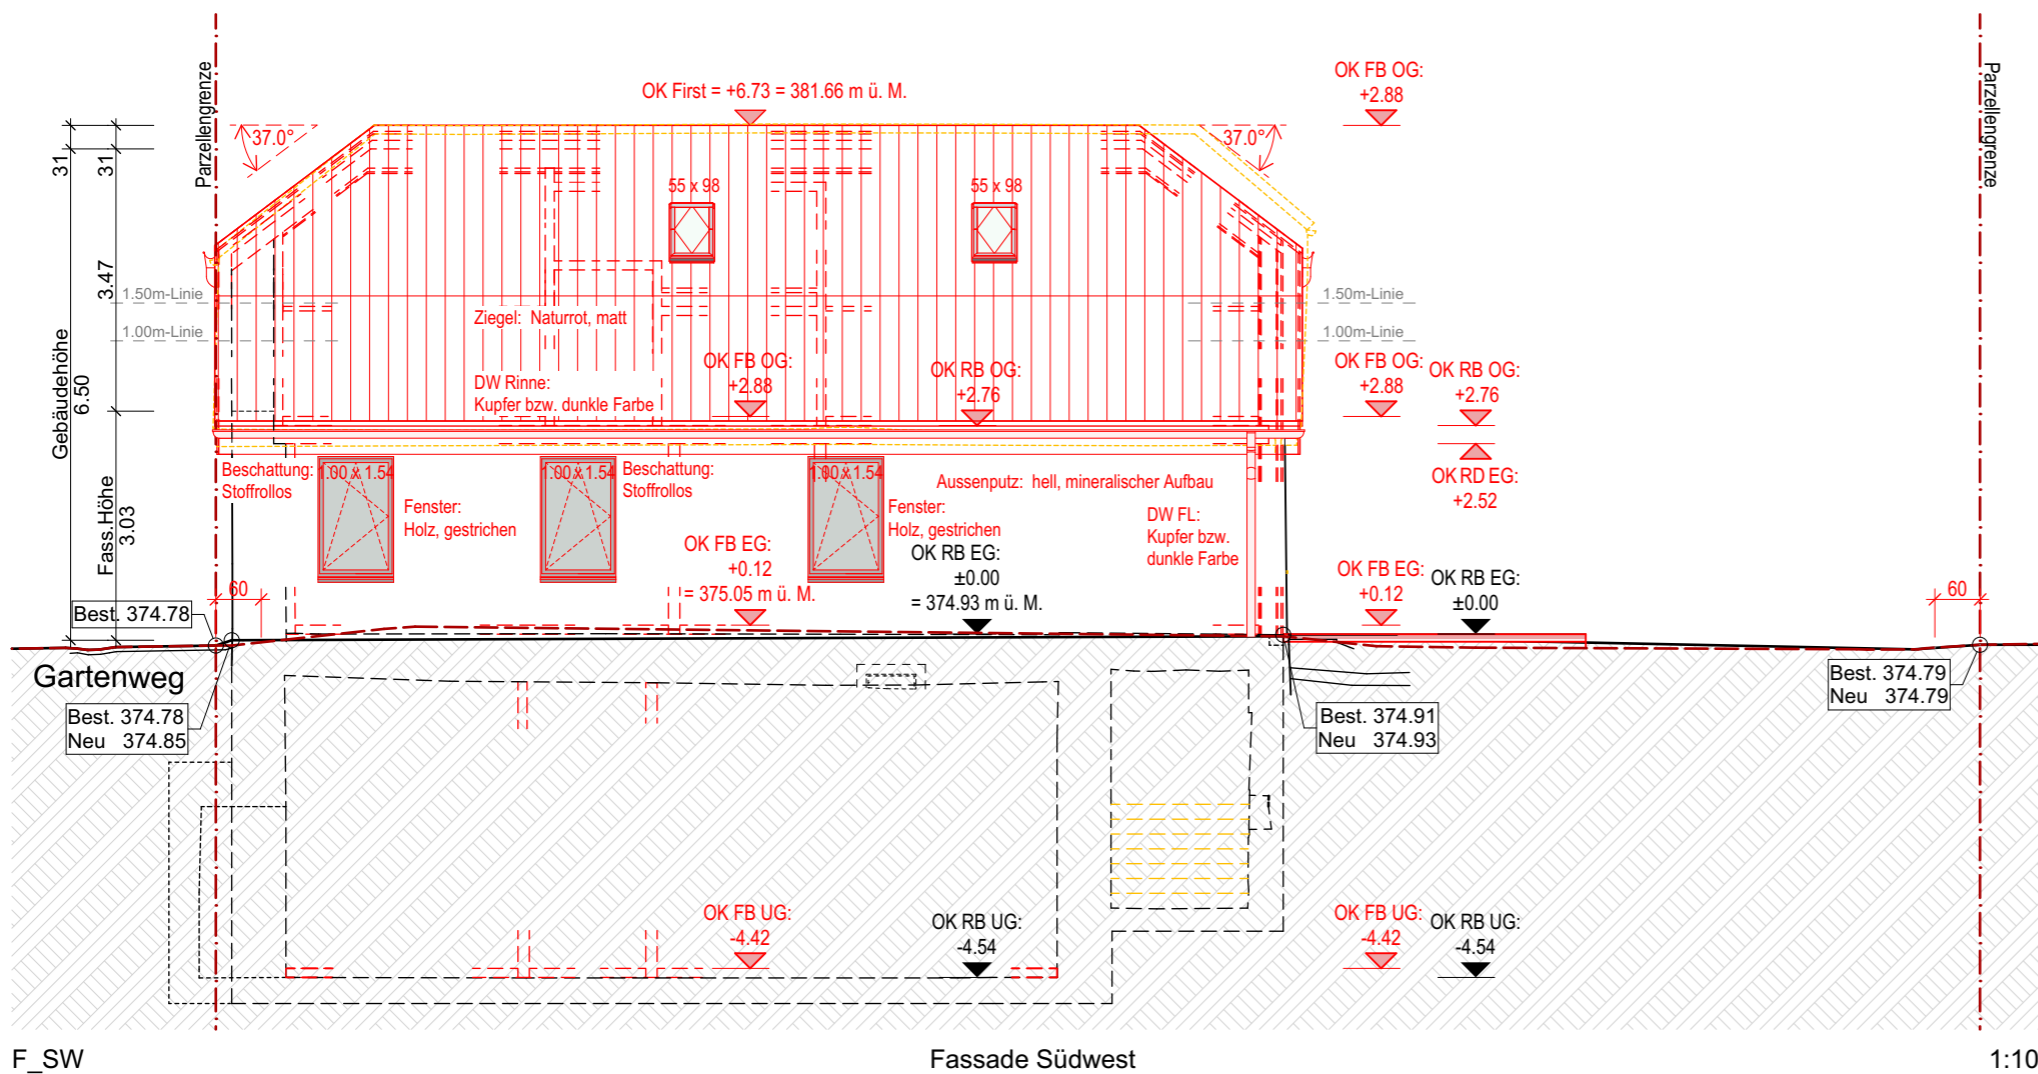 Parzellengrenze
Parzellengrenze
OK First = +6.73 = 381.66 m ü. M.
OK FB OG:
+2.88
37.0°
37.0°
31
31
55 x 98
55 x 98
3.47
1.50m-Linie
1.00m-Linie
1.50m-Linie
1.00m-Linie
Ziegel: Naturrot, matt
Gebäudehöhe
6.50
DW Rinne:
Kupfer bzw. dunkle Farbe
OK FB OG:
+2.88
OK RB OG:
+2.76
OK FB OG:
+2.88
OK RB OG:
+2.76
Beschattung:
Stoffrollos
1.00 x 1.54
1.00 x 1.54
Beschattung:
Stoffrollos
1.00 x 1.54
Aussenputz: hell, mineralischer Aufbau
OK RD EG:
+2.52
Fenster:
Holz, gestrichen
Fenster:
Holz, gestrichen
DW FL:
Kupfer bzw.
dunkle Farbe
Fass.Höhe
3.03
OK FB EG:
+0.12
= 375.05 m ü. M.
OK RB EG:
±0.00
= 374.93 m ü. M.
OK FB EG:
+0.12
OK RB EG:
±0.00
60
60
Best. 374.78
Gartenweg
Best. 374.78
Neu 374.85
Best. 374.91
Neu 374.93
Best. 374.79
Neu 374.79
OK FB UG:
-4.42
OK RB UG:
-4.54
OK FB UG:
-4.42
OK RB UG:
-4.54
F_SW
Fassade Südwest
1:10